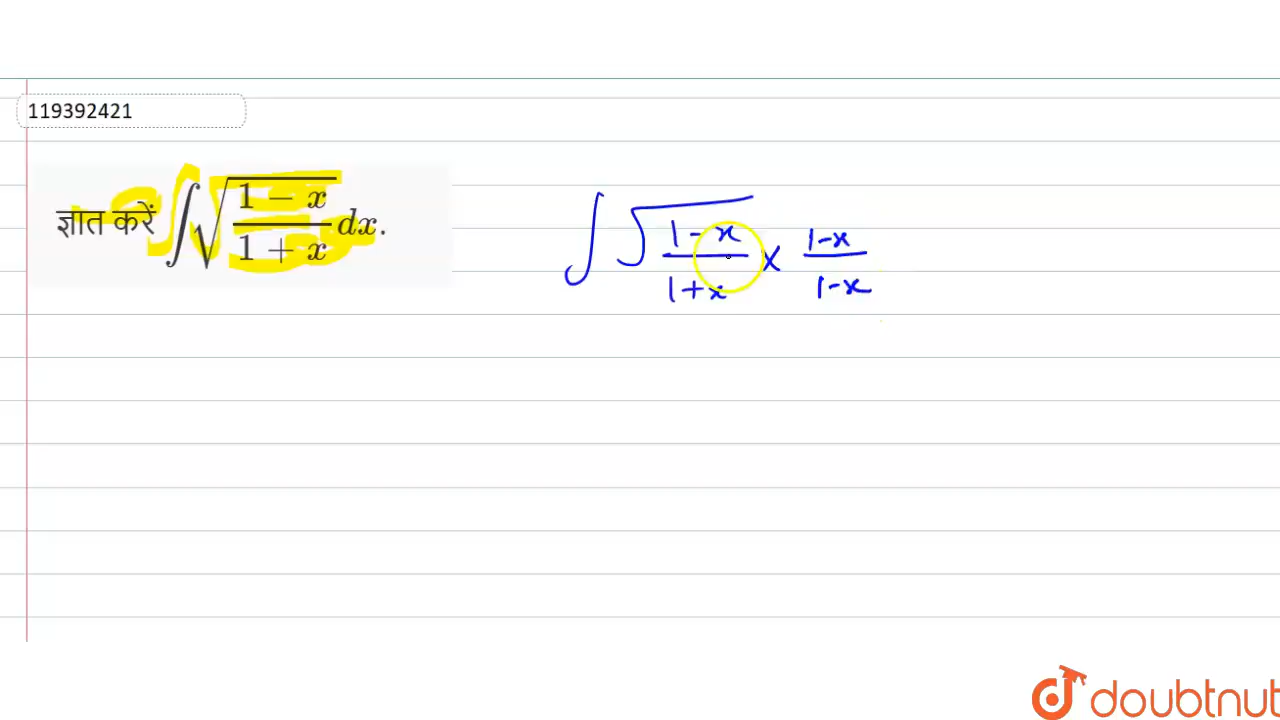 119392421
ज्ञात करें ∫√((1 − x)/(1 + x)) dx.
∫ √((1 - x)/(1 + x)) × (1-x)/(1-x)
doubtnut